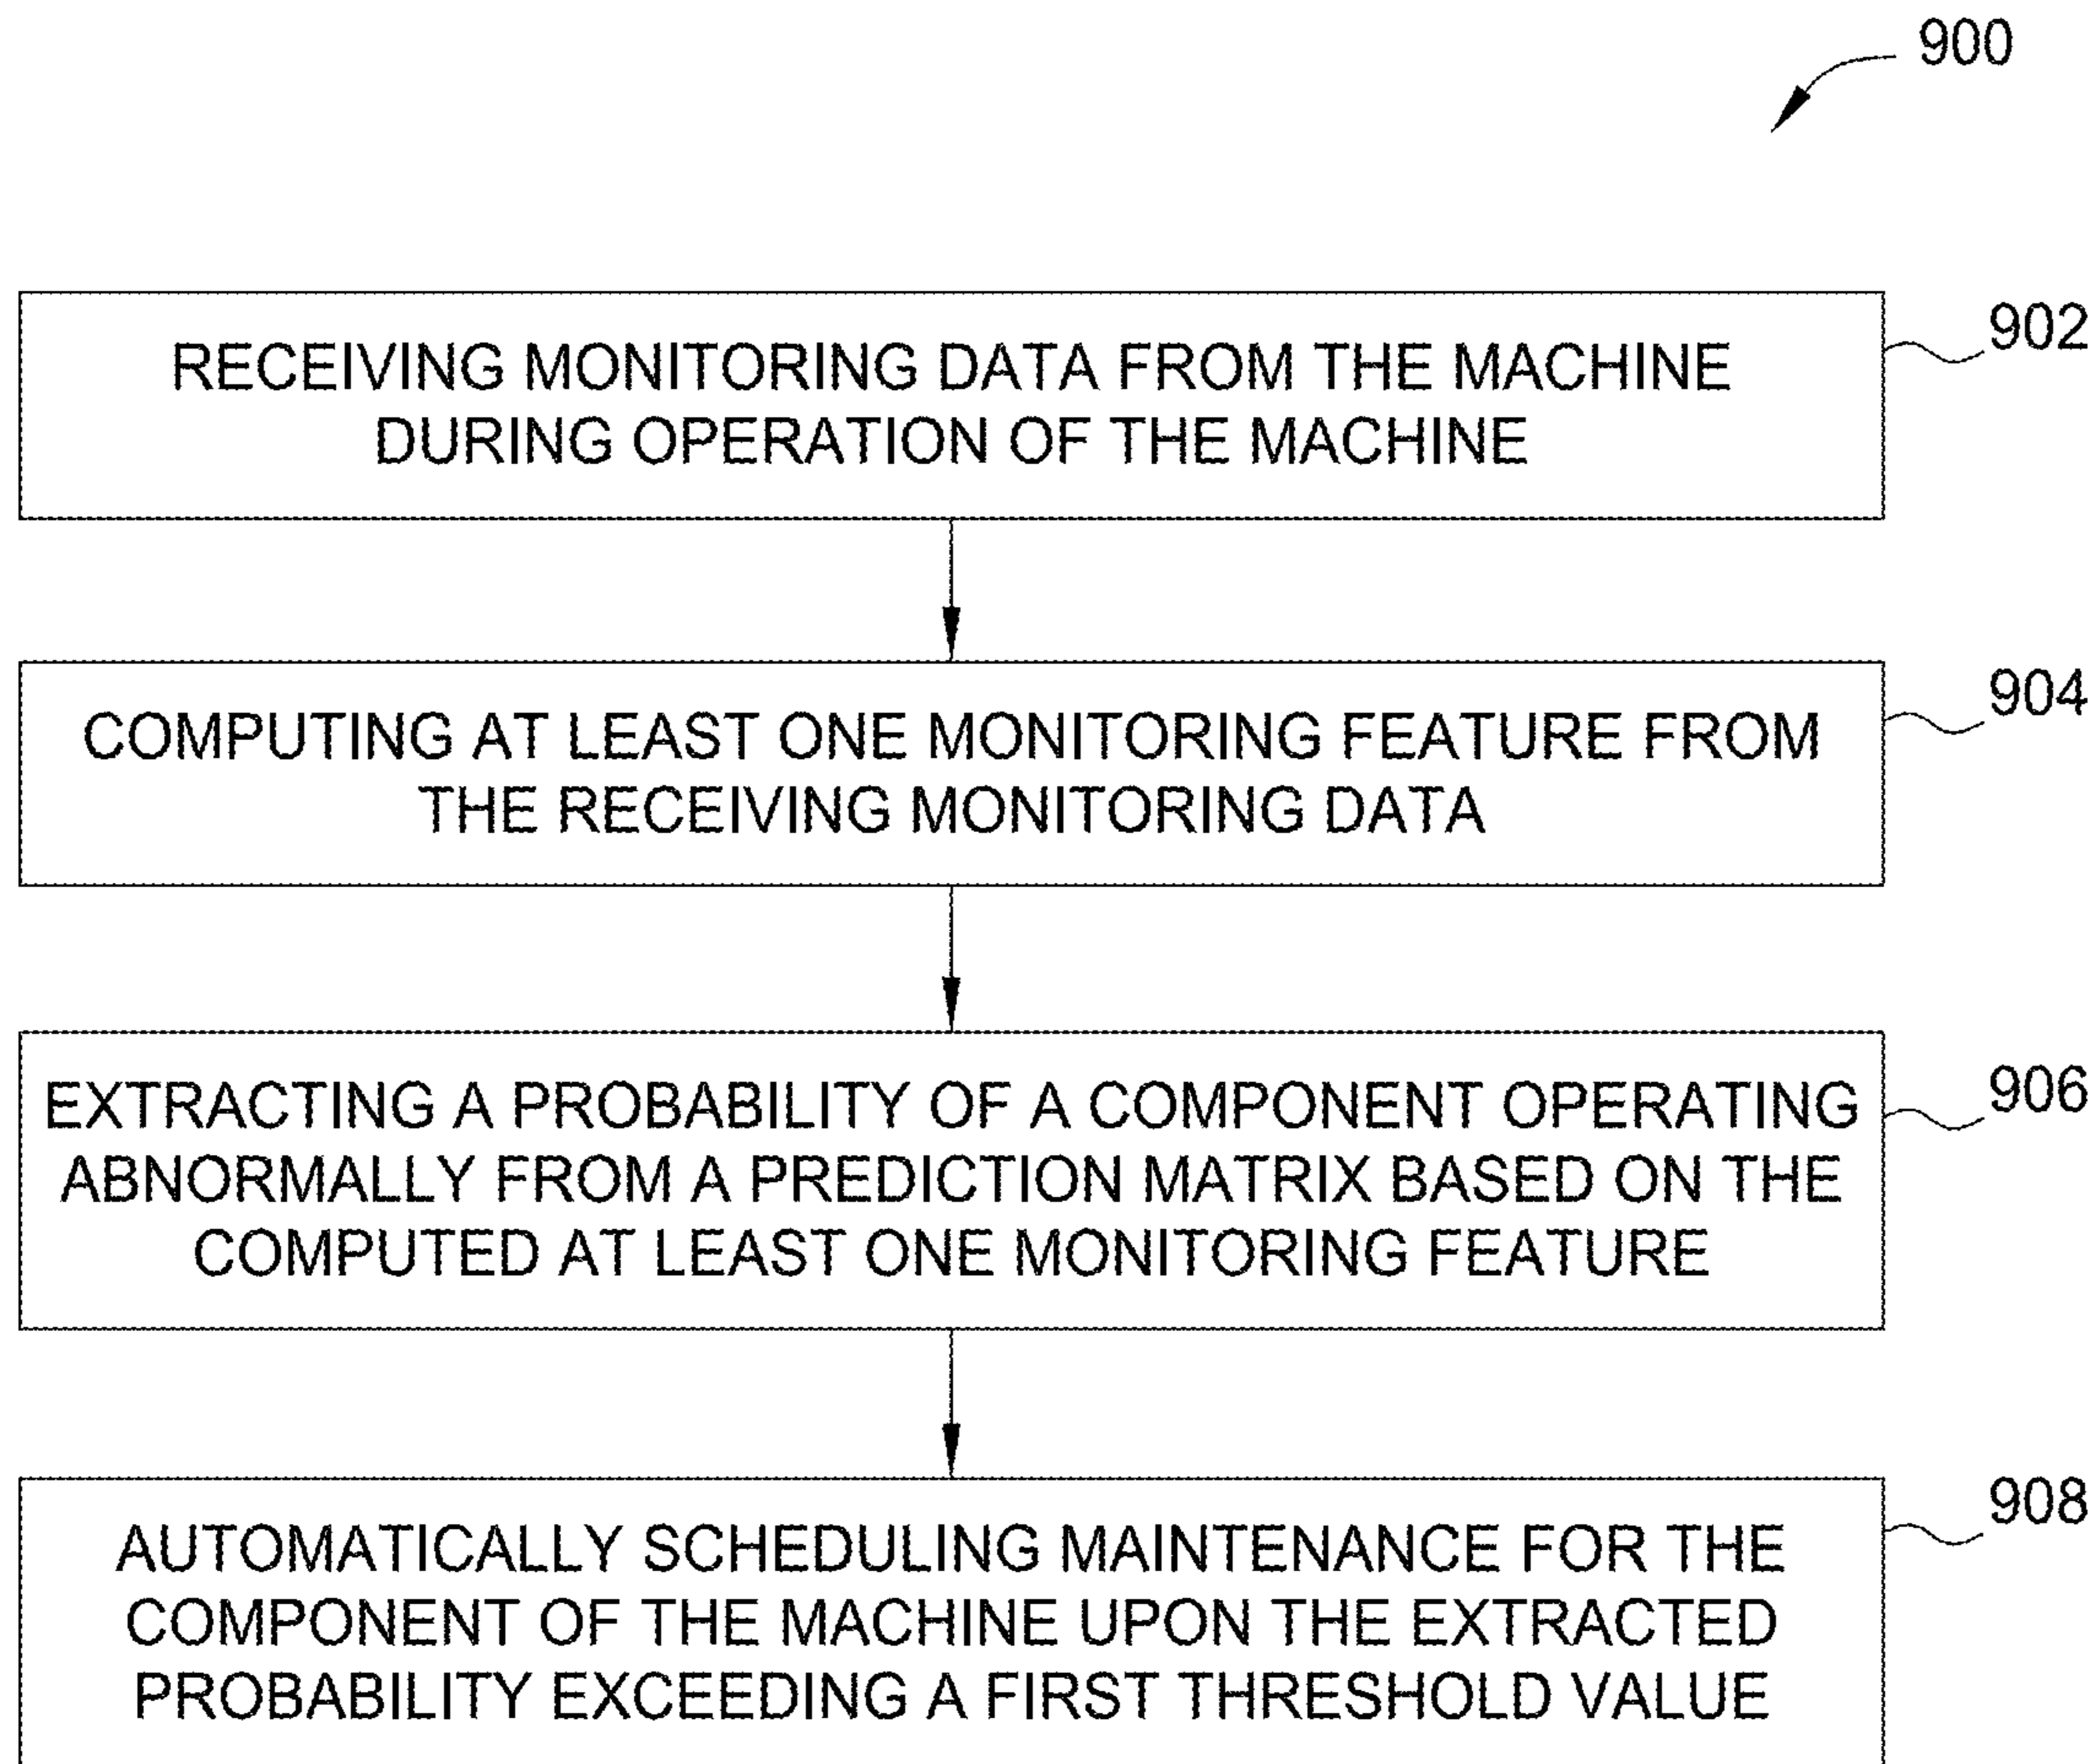 900
RECEIVING MONITORING DATA FROM THE MACHINE
DURING OPERATION OF THE MACHINE
902
COMPUTING AT LEAST ONE MONITORING FEATURE FROM
THE RECEIVING MONITORING DATA
904
EXTRACTING A PROBABILITY OF A COMPONENT OPERATING
ABNORMALLY FROM A PREDICTION MATRIX BASED ON THE
COMPUTED AT LEAST ONE MONITORING FEATURE
906
AUTOMATICALLY SCHEDULING MAINTENANCE FOR THE
COMPONENT OF THE MACHINE UPON THE EXTRACTED
PROBABILITY EXCEEDING A FIRST THRESHOLD VALUE
908